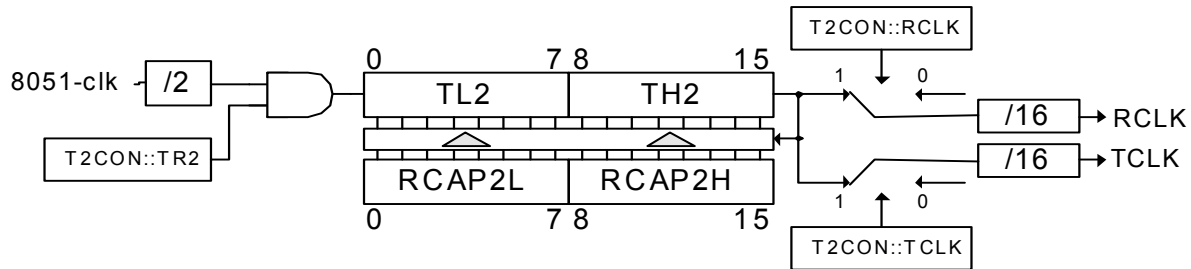 T2CON::RCLK
0 7 8 15
8051-clk /2 TL2 TH2 1 0
/16 RCLK
T2CON::TR2 /16 TCLK
RCAP2L RCAP2H
0 7 8 15 1 0
T2CON::TCLK